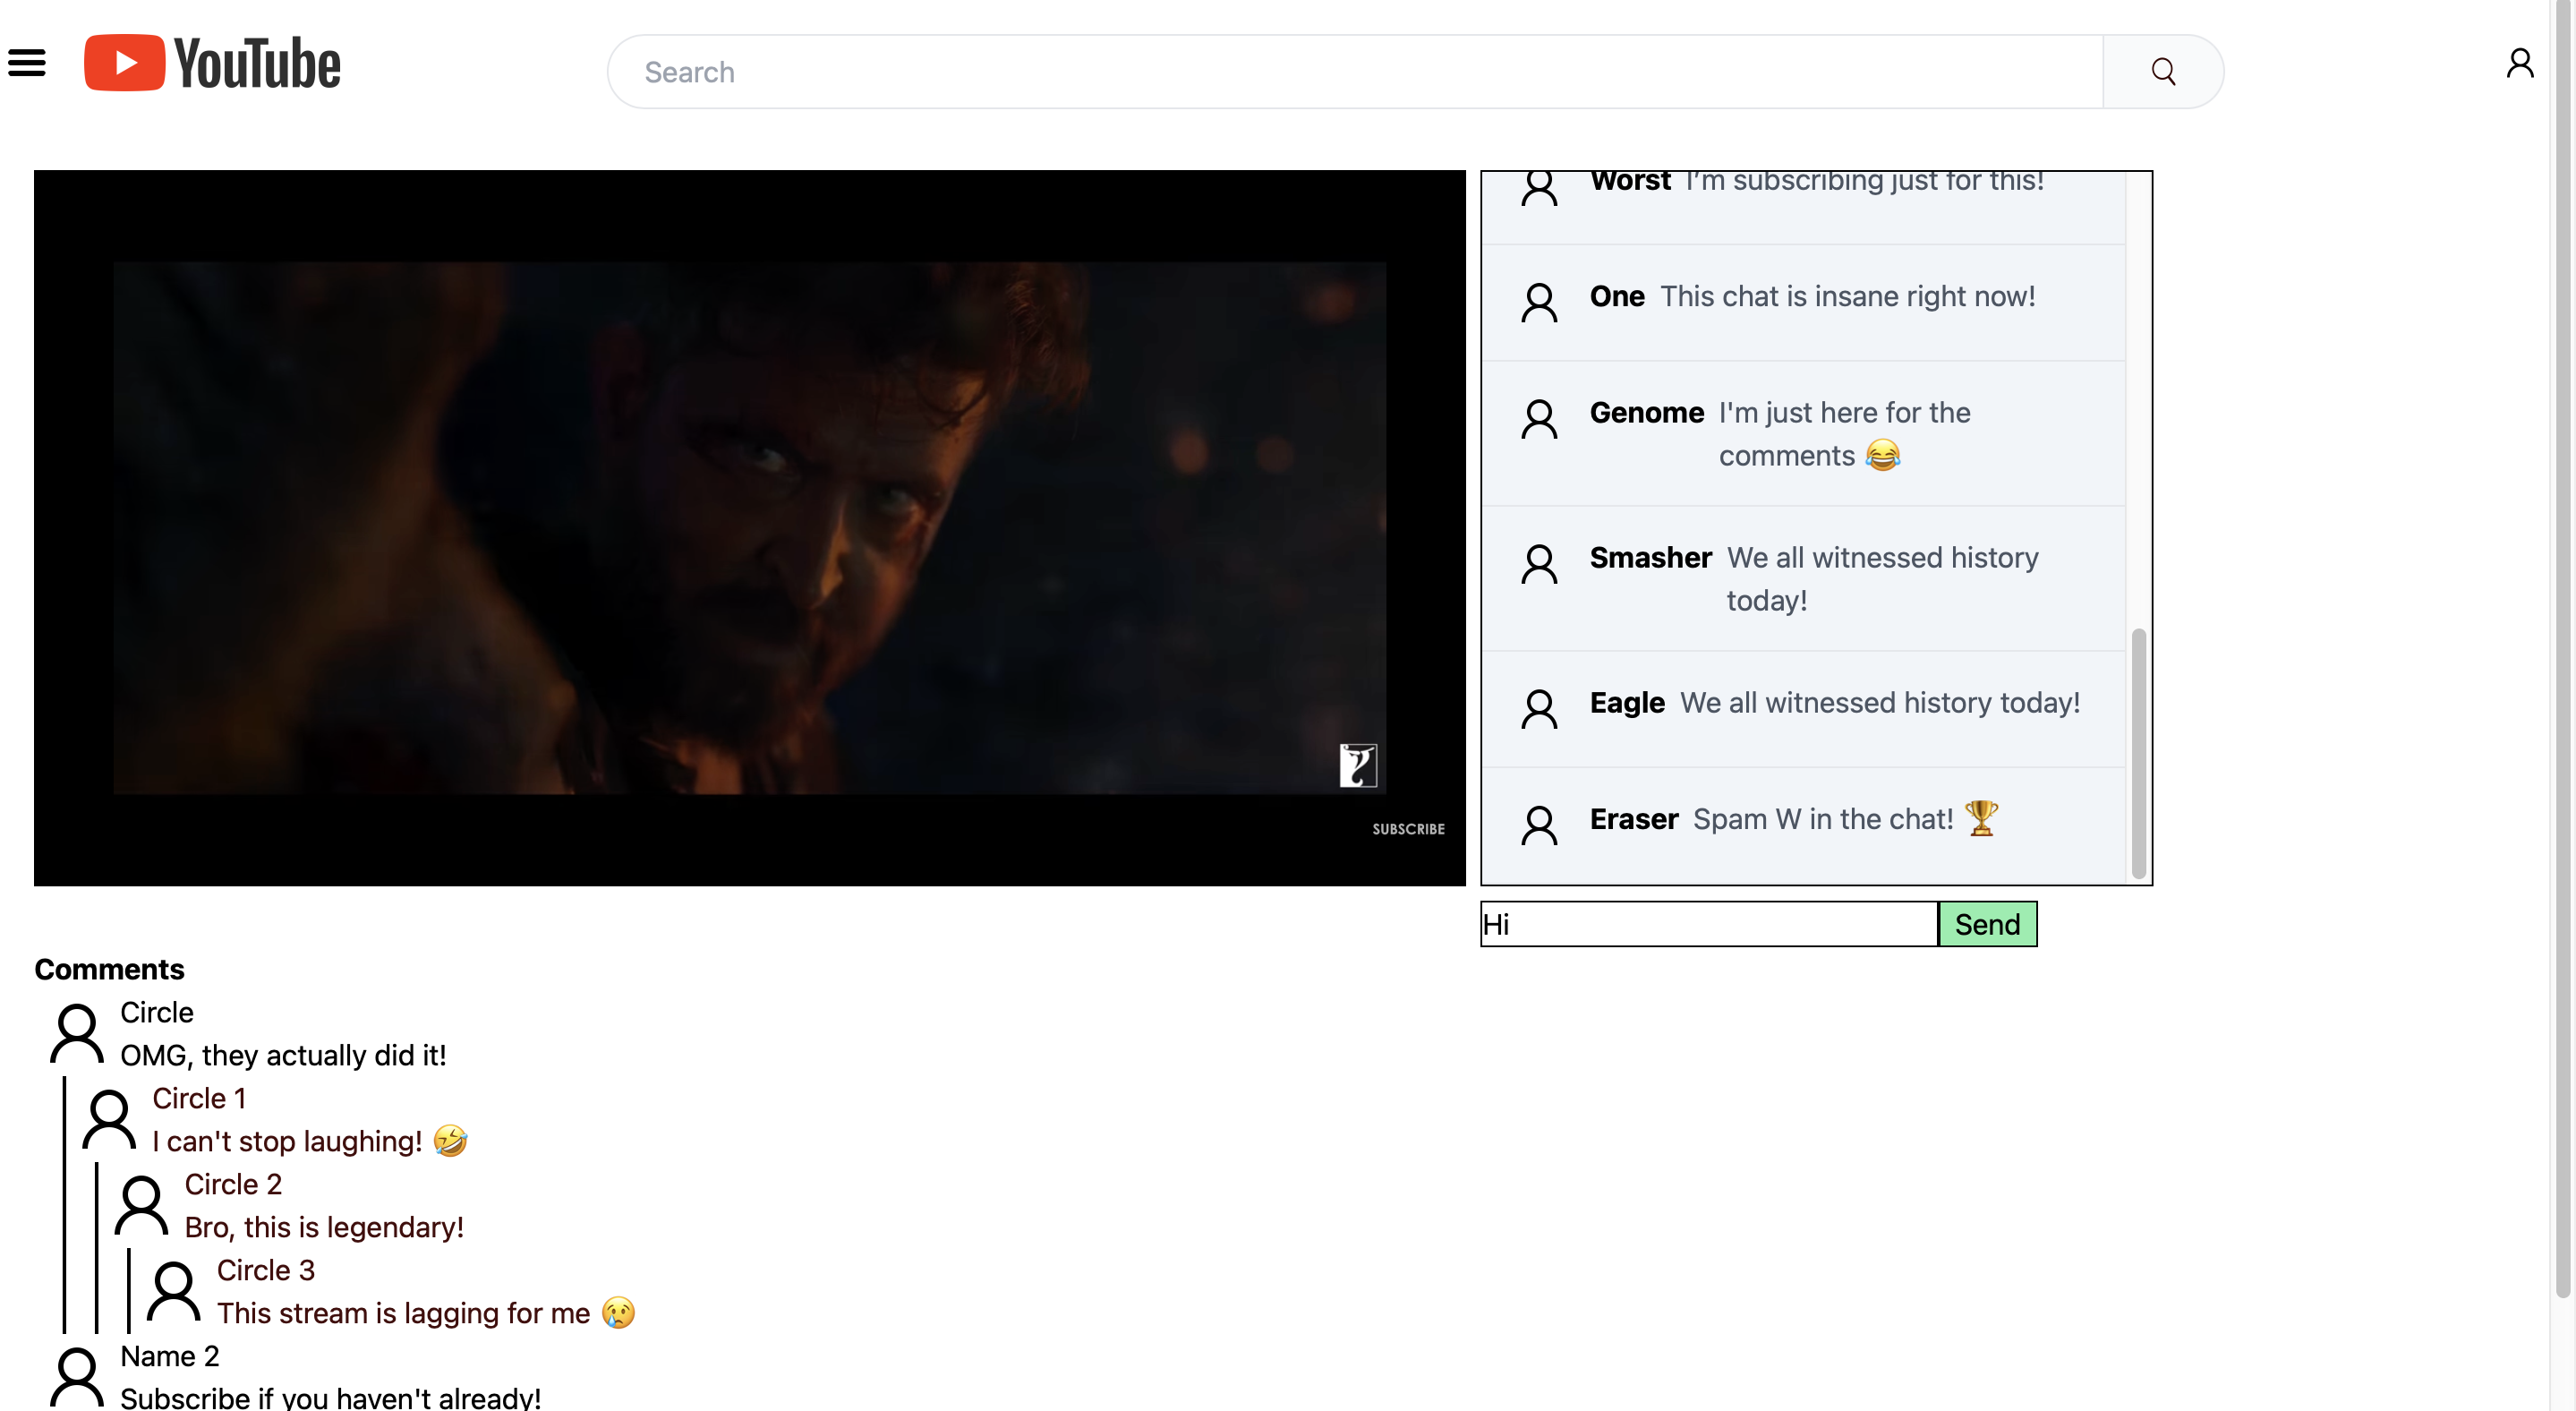 YouTube
Search
Worst I'm subscribing just for this!
One This chat is insane right now!
Genome I'm just here for the
comments 😂
Smasher We all witnessed history
today!
Eagle We all witnessed history today!
Eraser Spam W in the chat! 🏆
SUBSCRIBE
Hi
Send
Comments
Circle
OMG, they actually did it!
Circle 1
I can't stop laughing! 🤣
Circle 2
Bro, this is legendary!
Circle 3
This stream is lagging for me 😢
Name 2
Subscribe if you haven't already!